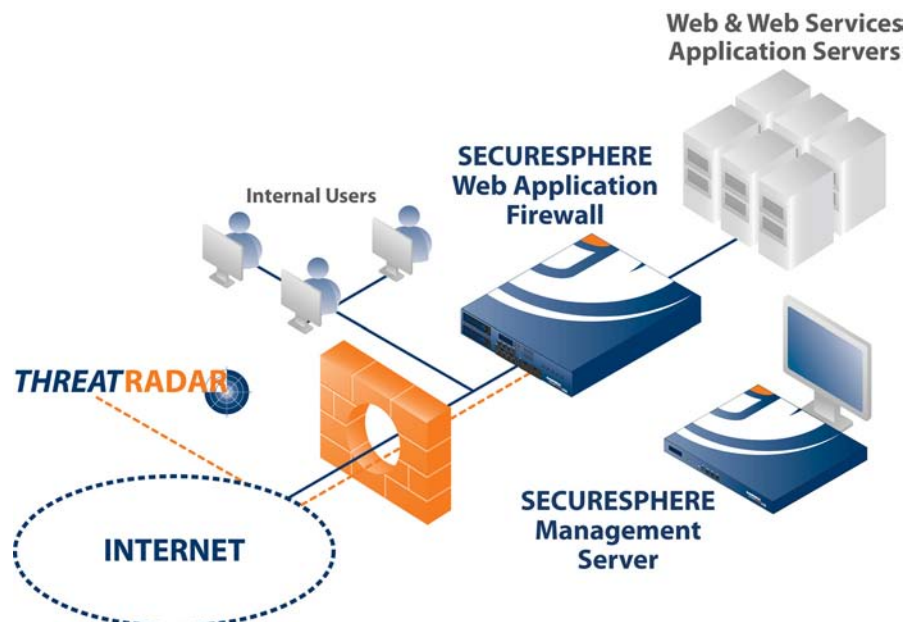 Web & Web Services
Application Servers
SECURESPHERE
Web Application
Firewall
Internal Users
THREATRADAR
SECURESPHERE
Management
Server
INTERNET